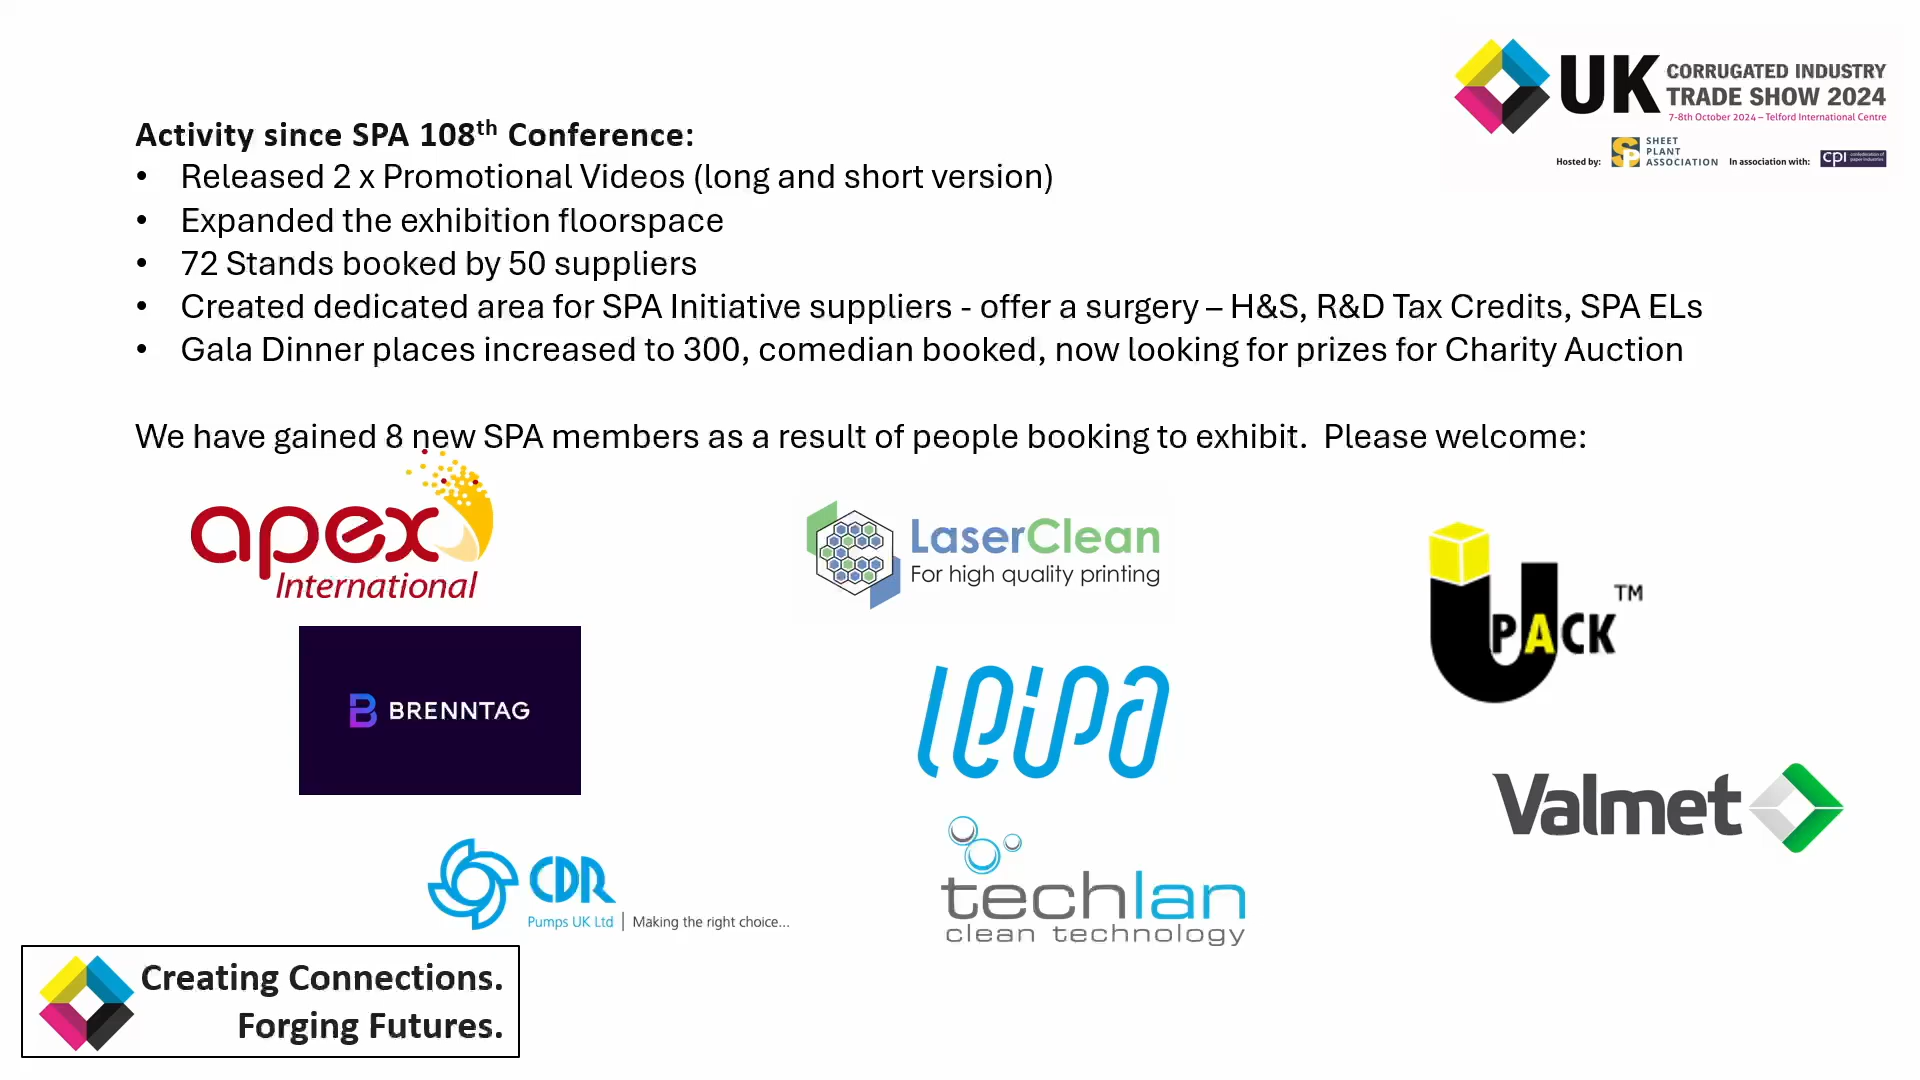 UK CORRUGATED INDUSTRY
TRADE SHOW 2024
7-8th October 2024 – Telford International Centre
Hosted by: SP SHEET
PLANT
ASSOCIATION In association with: cpi confederation of
paper industries
Activity since SPA 108th Conference:
• Released 2 x Promotional Videos (long and short version)
• Expanded the exhibition floorspace
• 72 Stands booked by 50 suppliers
• Created dedicated area for SPA Initiative suppliers - offer a surgery – H&S, R&D Tax Credits, SPA ELs
• Gala Dinner places increased to 300, comedian booked, now looking for prizes for Charity Auction
We have gained 8 new SPA members as a result of people booking to exhibit. Please welcome:
apex
International
LaserClean
For high quality printing
U PACK™
B BRENNTAG
leipa
Valmet
CDR
Pumps UK Ltd | Making the right choice...
techlan
clean technology
Creating Connections.
Forging Futures.